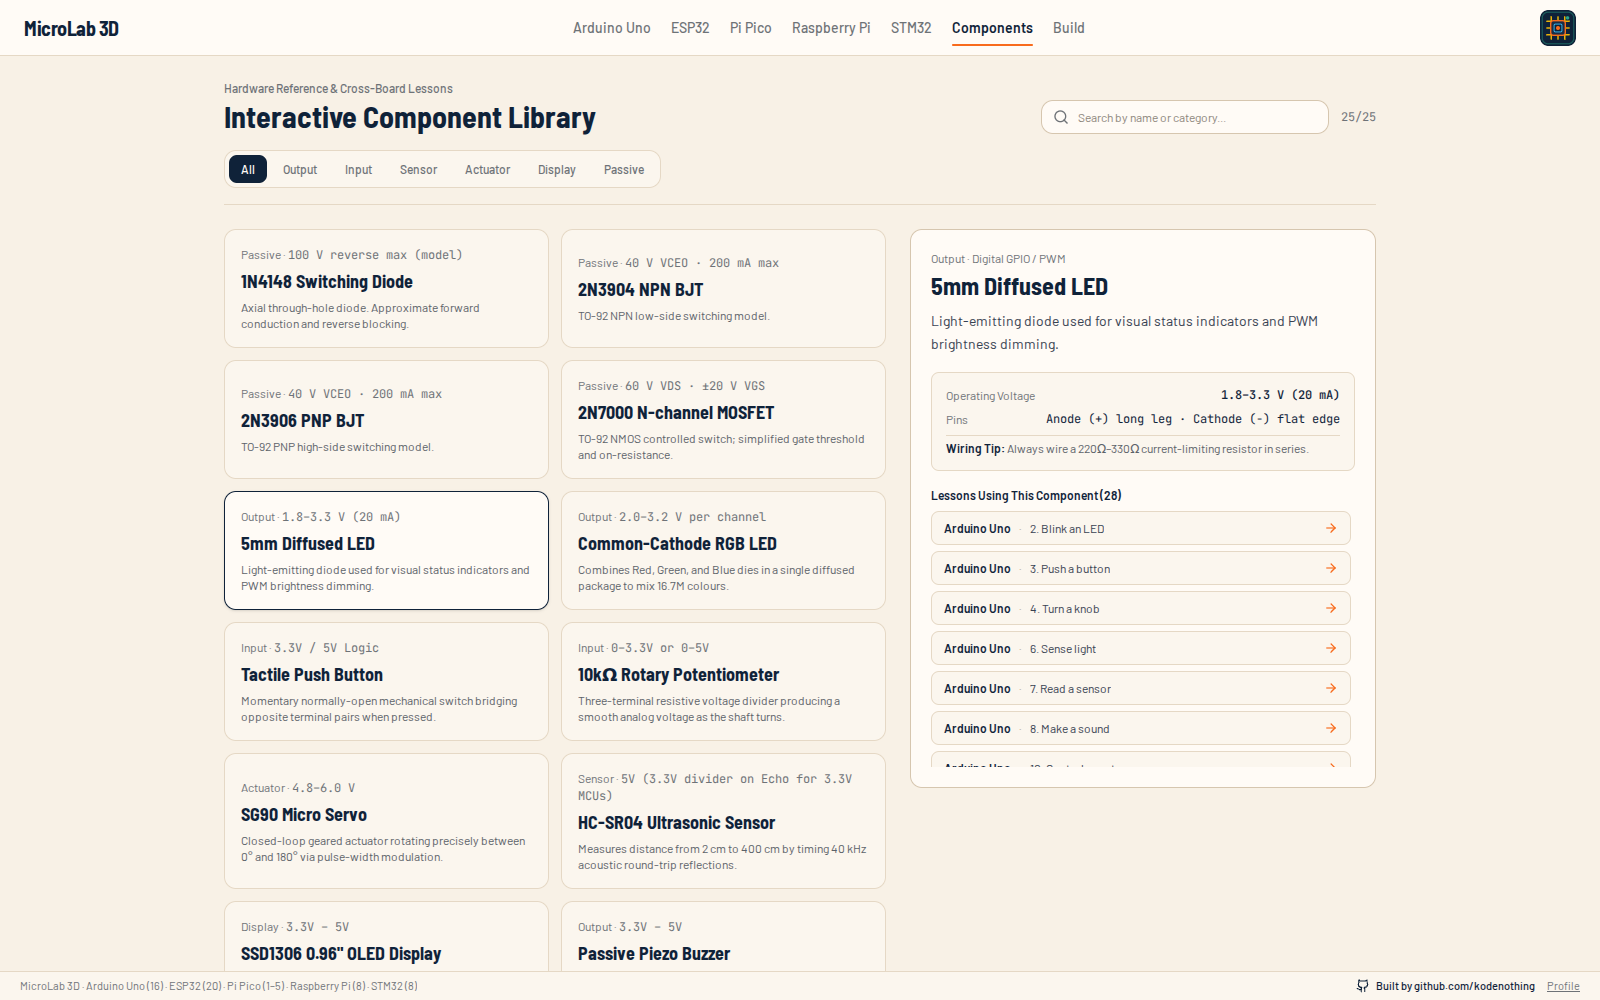 MicroLab 3D
Arduino Uno ESP32 Pi Pico Raspberry Pi STM32 Components Build
Hardware Reference & Cross-Board Lessons
Interactive Component Library
Search by name or category...
25/25
All Output Input Sensor Actuator Display Passive
Passive · 100 V reverse max (model)
1N4148 Switching Diode
Axial through-hole diode. Approximate forward
conduction and reverse blocking.
Passive · 40 V VCEO · 200 mA max
2N3904 NPN BJT
TO-92 NPN low-side switching model.
Passive · 40 V VCEO · 200 mA max
2N3906 PNP BJT
TO-92 PNP high-side switching model.
Passive · 60 V VDS · ±20 V VGS
2N7000 N-channel MOSFET
TO-92 NMOS controlled switch; simplified gate threshold
and on-resistance.
Output · 1.8–3.3 V (20 mA)
5mm Diffused LED
Light-emitting diode used for visual status indicators and
PWM brightness dimming.
Output · 2.0–3.2 V per channel
Common-Cathode RGB LED
Combines Red, Green, and Blue dies in a single diffused
package to mix 16.7M colours.
Input · 3.3V / 5V Logic
Tactile Push Button
Momentary normally-open mechanical switch bridging
opposite terminal pairs when pressed.
Input · 0–3.3V or 0–5V
10kΩ Rotary Potentiometer
Three-terminal resistive voltage divider producing a
smooth analog voltage as the shaft turns.
Actuator · 4.8–6.0 V
SG90 Micro Servo
Closed-loop geared actuator rotating precisely between
0° and 180° via pulse-width modulation.
Sensor · 5V (3.3V divider on Echo for 3.3V
MCUs)
HC-SR04 Ultrasonic Sensor
Measures distance from 2 cm to 400 cm by timing 40 kHz
acoustic round-trip reflections.
Display · 3.3V – 5V
SSD1306 0.96" OLED Display
Output · 3.3V – 5V
Passive Piezo Buzzer
Output · Digital GPIO / PWM
5mm Diffused LED
Light-emitting diode used for visual status indicators and PWM
brightness dimming.
Operating Voltage 1.8–3.3 V (20 mA)
Pins Anode (+) long leg · Cathode (-) flat edge
Wiring Tip: Always wire a 220Ω–330Ω current-limiting resistor in series.
Lessons Using This Component (28)
Arduino Uno · 2. Blink an LED
Arduino Uno · 3. Push a button
Arduino Uno · 4. Turn a knob
Arduino Uno · 6. Sense light
Arduino Uno · 7. Read a sensor
Arduino Uno · 8. Make a sound
Arduino Uno
MicroLab 3D · Arduino Uno (16) · ESP32 (20) · Pi Pico (1–5) · Raspberry Pi (8) · STM32 (8)
Built by github.com/kodenothing Profile